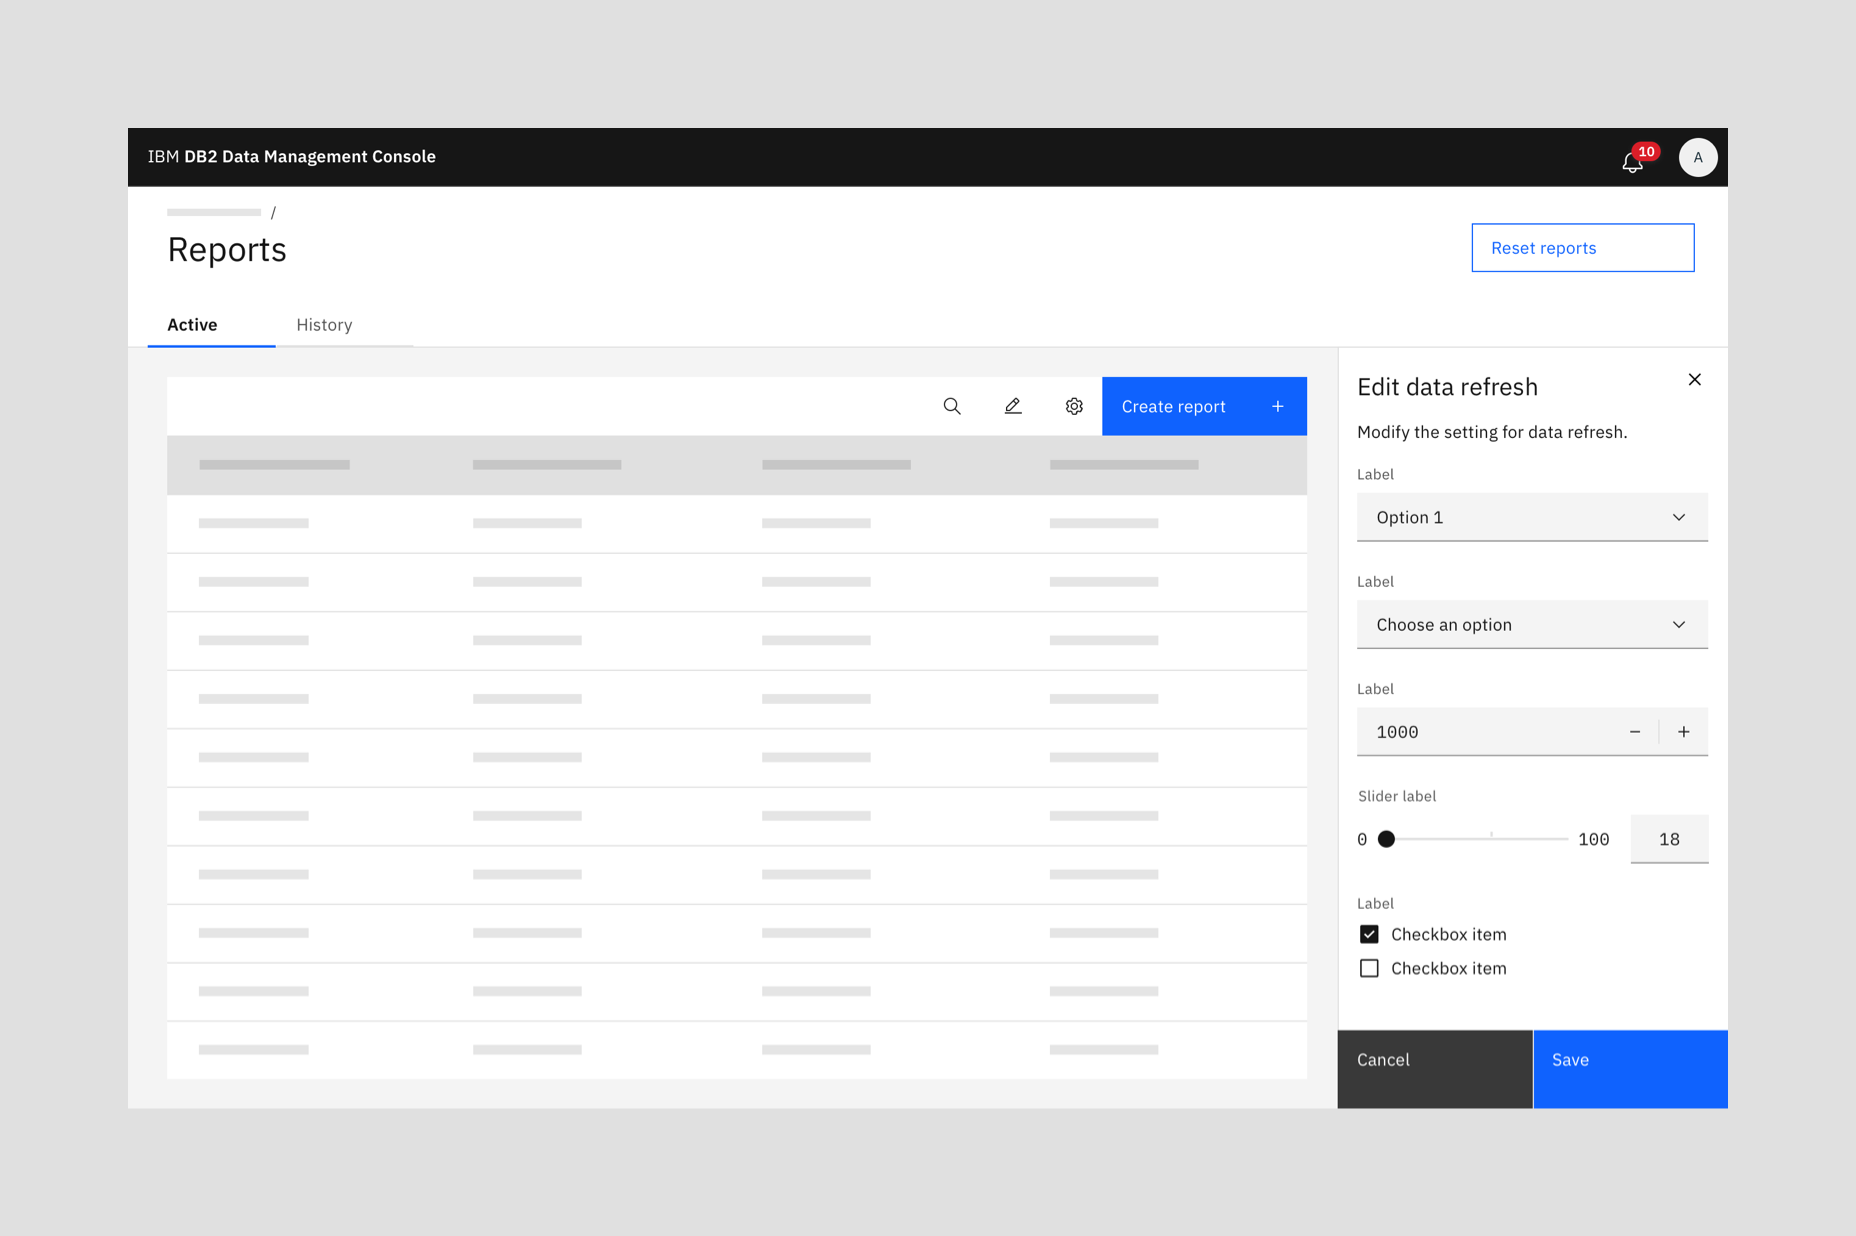 IBM DB2 Data Management Console
10
A
/
Reports
Reset reports
Active
History
Create report
Edit data refresh
Modify the setting for data refresh.
Label
Option 1
Label
Choose an option
Label
1000
Slider label
0
100
18
Label
Checkbox item
Checkbox item
Cancel
Save